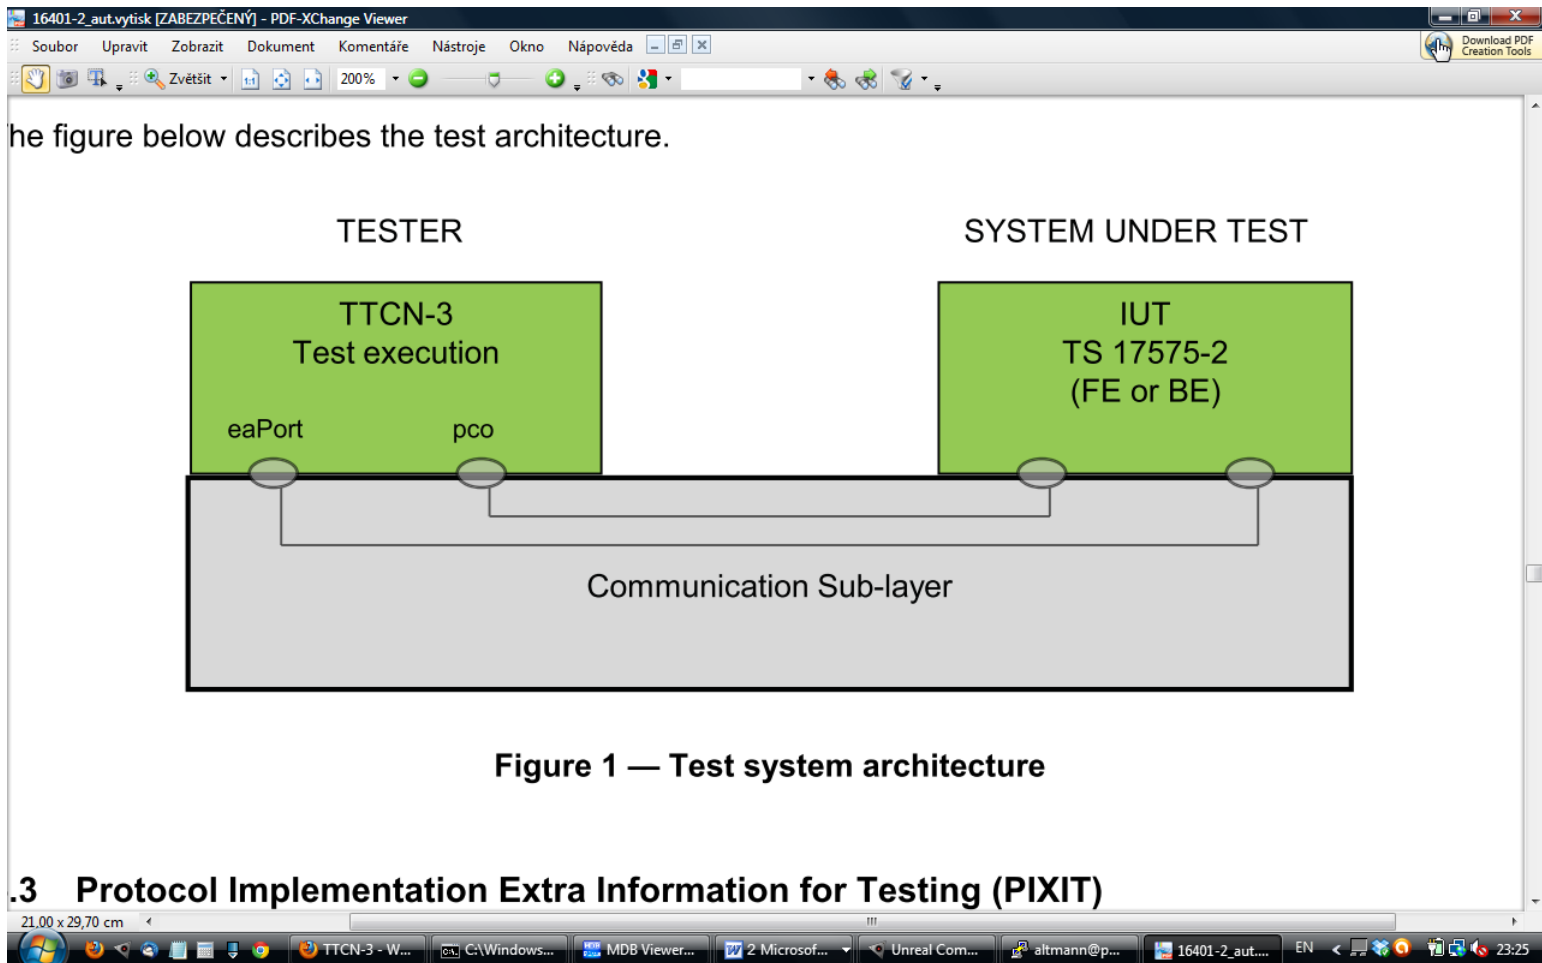 16401-2_aut.vytisk [ZABEZPEČENÝ] - PDF-XChange Viewer
Soubor Upravit Zobrazit Dokument Komentáře Nástroje Okno Nápověda
Download PDF
Creation Tools
Zvětšit 1:1 200%
he figure below describes the test architecture.
TESTER
SYSTEM UNDER TEST
TTCN-3
Test execution
eaPort pco
IUT
TS 17575-2
(FE or BE)
Communication Sub-layer
Figure 1 — Test system architecture
.3 Protocol Implementation Extra Information for Testing (PIXIT)
21,00 x 29,70 cm
TTCN-3 - W... C:\Windows... MDB Viewer... 2 Microsof... Unreal Com... altmann@p... 16401-2_aut.... EN 23:25